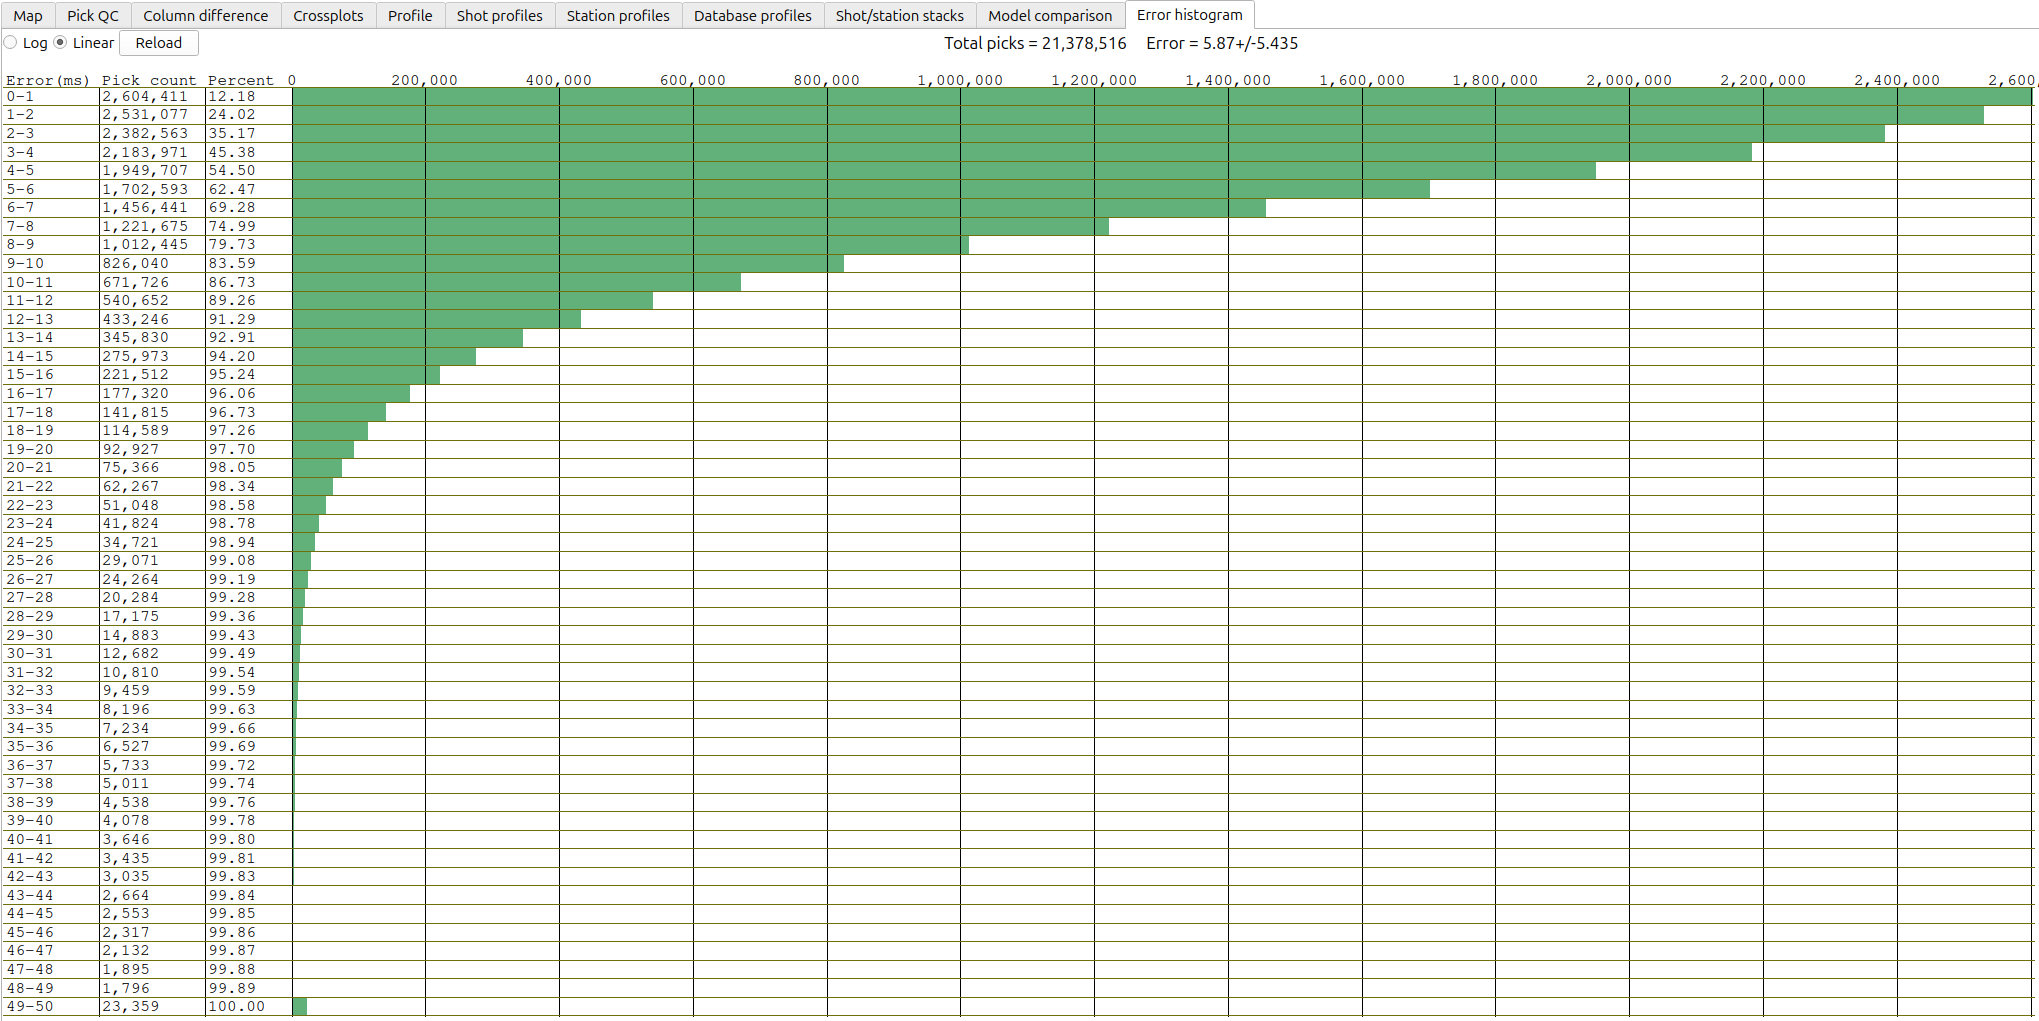 Map Pick QC Column difference Crossplots Profile Shot profiles Station profiles Database profiles Shot/station stacks Model comparison Error histogram
Log Linear Reload Total picks = 21,378,516 Error = 5.87+/-5.435
Error(ms) Pick count Percent 0 200,000 400,000 600,000 800,000 1,000,000 1,200,000 1,400,000 1,600,000 1,800,000 2,000,000 2,200,000 2,400,000 2,600,
0-1 2,604,411 12.18
1-2 2,531,077 24.02
2-3 2,382,563 35.17
3-4 2,183,971 45.38
4-5 1,949,707 54.50
5-6 1,702,593 62.47
6-7 1,456,441 69.28
7-8 1,221,675 74.99
8-9 1,012,445 79.73
9-10 826,040 83.59
10-11 671,726 86.73
11-12 540,652 89.26
12-13 433,246 91.29
13-14 345,830 92.91
14-15 275,973 94.20
15-16 221,512 95.24
16-17 177,320 96.06
17-18 141,815 96.73
18-19 114,589 97.26
19-20 92,927 97.70
20-21 75,366 98.05
21-22 62,267 98.34
22-23 51,048 98.58
23-24 41,824 98.78
24-25 34,721 98.94
25-26 29,071 99.08
26-27 24,264 99.19
27-28 20,284 99.28
28-29 17,175 99.36
29-30 14,883 99.43
30-31 12,682 99.49
31-32 10,810 99.54
32-33 9,459 99.59
33-34 8,196 99.63
34-35 7,234 99.66
35-36 6,527 99.69
36-37 5,733 99.72
37-38 5,011 99.74
38-39 4,538 99.76
39-40 4,078 99.78
40-41 3,646 99.80
41-42 3,435 99.81
42-43 3,035 99.83
43-44 2,664 99.84
44-45 2,553 99.85
45-46 2,317 99.86
46-47 2,132 99.87
47-48 1,895 99.88
48-49 1,796 99.89
49-50 23,359 100.00